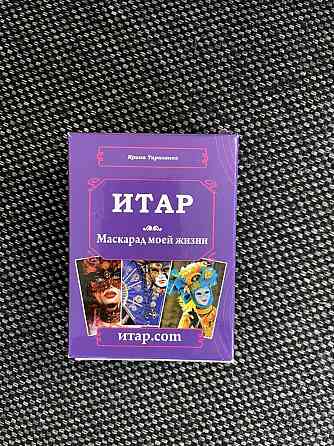 Ирина Тараненко
ИТАР
Маскарад моей жизни
итар.com